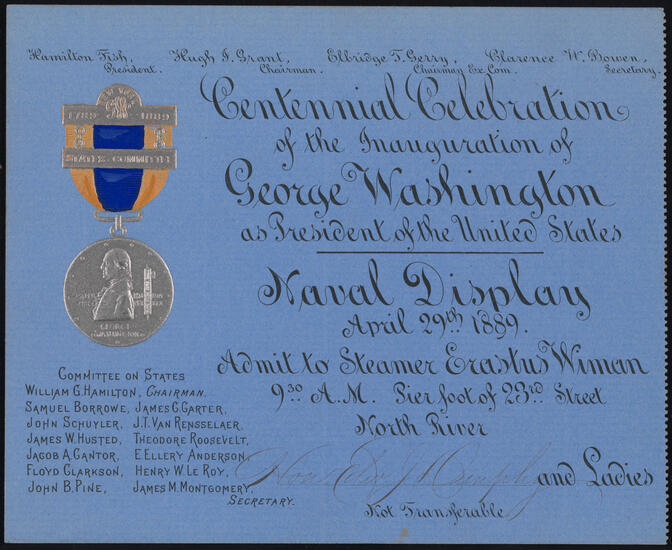 Hamilton Fish, Hugh J. Grant, Elbridge T. Gerry, Clarence W. Bowen,
President. Chairman. Chairman Ex. Com. Secretary.
Centennial Celebration
of the Inauguration of
George Washington
as President of the United States
Naval Display
April 29th 1889.
Admit to Steamer Erastus Wiman
9 30 A.M. Pier foot of 23rd Street
North River
and Ladies
Not Transferable
NEW YORK
1789 1889
STATES COMMITTEE
GEORGE
WASHINGTON
COMMITTEE ON STATES
WILLIAM G. HAMILTON, CHAIRMAN.
SAMUEL BORROWE, JAMES C. CARTER,
JOHN SCHUYLER, J.T. VAN RENSSELAER,
JAMES W. HUSTED, THEODORE ROOSEVELT,
JACOB A. CANTOR, E. ELLERY ANDERSON,
FLOYD CLARKSON, HENRY W. LE ROY,
JOHN B. PINE, JAMES M. MONTGOMERY,
SECRETARY.